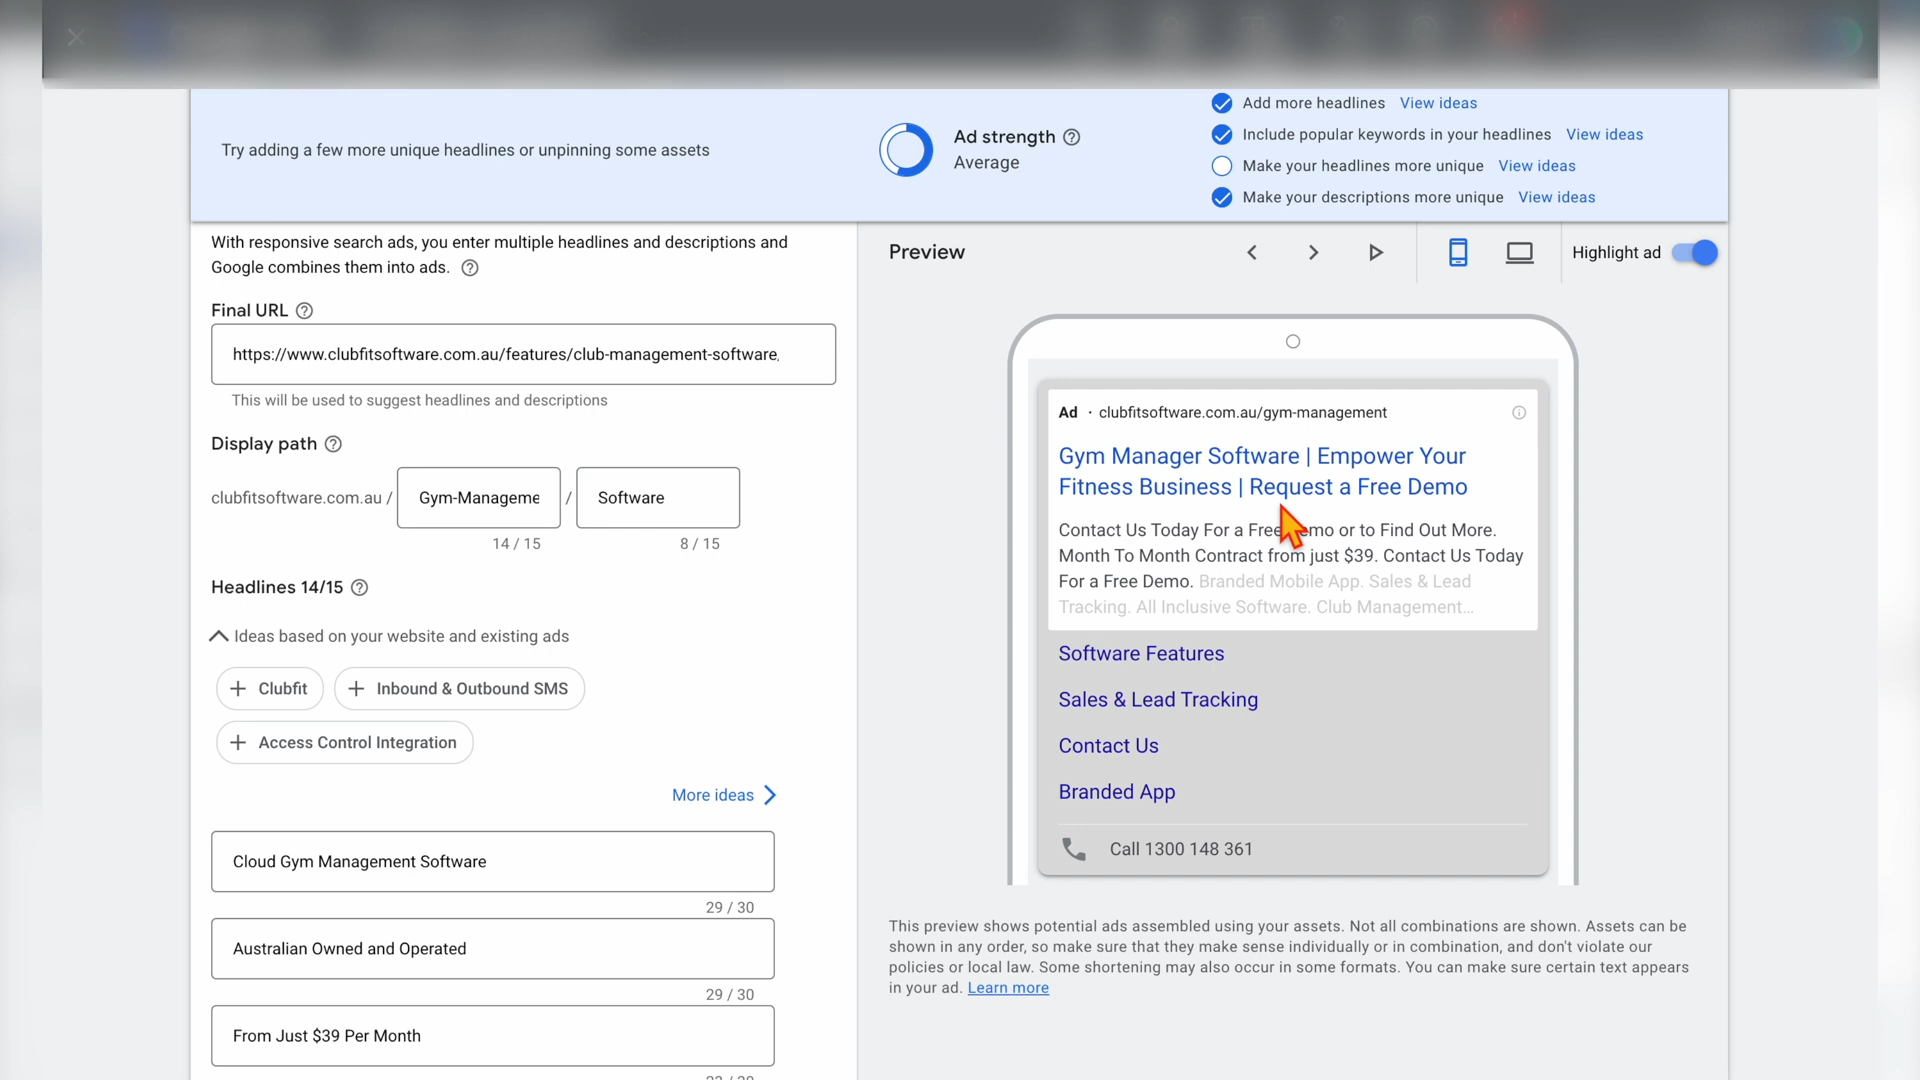 Add more headlines View ideas
Try adding a few more unique headlines or unpinning some assets
Ad strength
Average
Include popular keywords in your headlines View ideas
Make your headlines more unique View ideas
Make your descriptions more unique View ideas
With responsive search ads, you enter multiple headlines and descriptions and
Google combines them into ads.
Final URL
https://www.clubfitsoftware.com.au/features/club-management-software,
This will be used to suggest headlines and descriptions
Display path
clubfitsoftware.com.au / Gym-Manageme / Software
14 / 15 8 / 15
Headlines 14/15
Ideas based on your website and existing ads
+ Clubfit + Inbound & Outbound SMS
+ Access Control Integration
More ideas
Cloud Gym Management Software
29 / 30
Australian Owned and Operated
29 / 30
From Just $39 Per Month
Preview
Highlight ad
Ad · clubfitsoftware.com.au/gym-management
Gym Manager Software | Empower Your
Fitness Business | Request a Free Demo
Contact Us Today For a Free Demo or to Find Out More.
Month To Month Contract from just $39. Contact Us Today
For a Free Demo. Branded Mobile App. Sales & Lead
Tracking. All Inclusive Software. Club Management...
Software Features
Sales & Lead Tracking
Contact Us
Branded App
Call 1300 148 361
This preview shows potential ads assembled using your assets. Not all combinations are shown. Assets can be
shown in any order, so make sure that they make sense individually or in combination, and don't violate our
policies or local law. Some shortening may also occur in some formats. You can make sure certain text appears
in your ad. Learn more